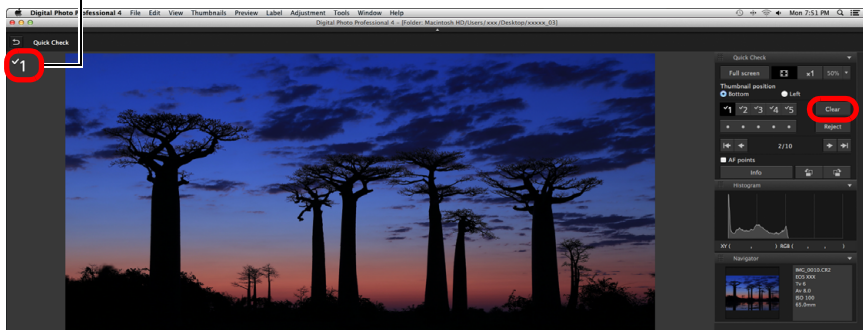 Digital Photo Professional 4 File Edit View Thumbnails Preview Label Adjustment Tools Window Help Mon 7:51 PM
Digital Photo Professional 4 – [Folder: Macintosh HD/Users/xxx/Desktop/xxxxx_03]
Quick Check
1
Quick Check
Full screen x1 50%
Thumbnail position
Bottom Left
1 2 3 4 5 Clear
Reject
2/10
AF points
Info
Histogram
XY ( , ) RGB ( , , )
Navigator
IMG_0010.CR2
EOS XXX
Tv 6
Av 8.0
ISO 100
65.0mm